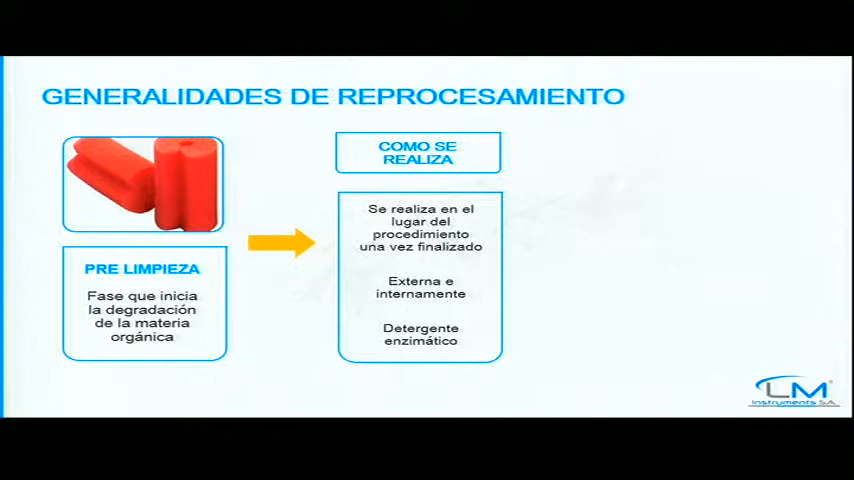 GENERALIDADES DE REPROCESAMIENTO
PRE LIMPIEZA
Fase que inicia
la degradación
de la materia
orgánica
COMO SE
REALIZA
Se realiza en el
lugar del
procedimiento
una vez finalizado
Externa e
internamente
Detergente
enzimático
LM
Instruments S.A.